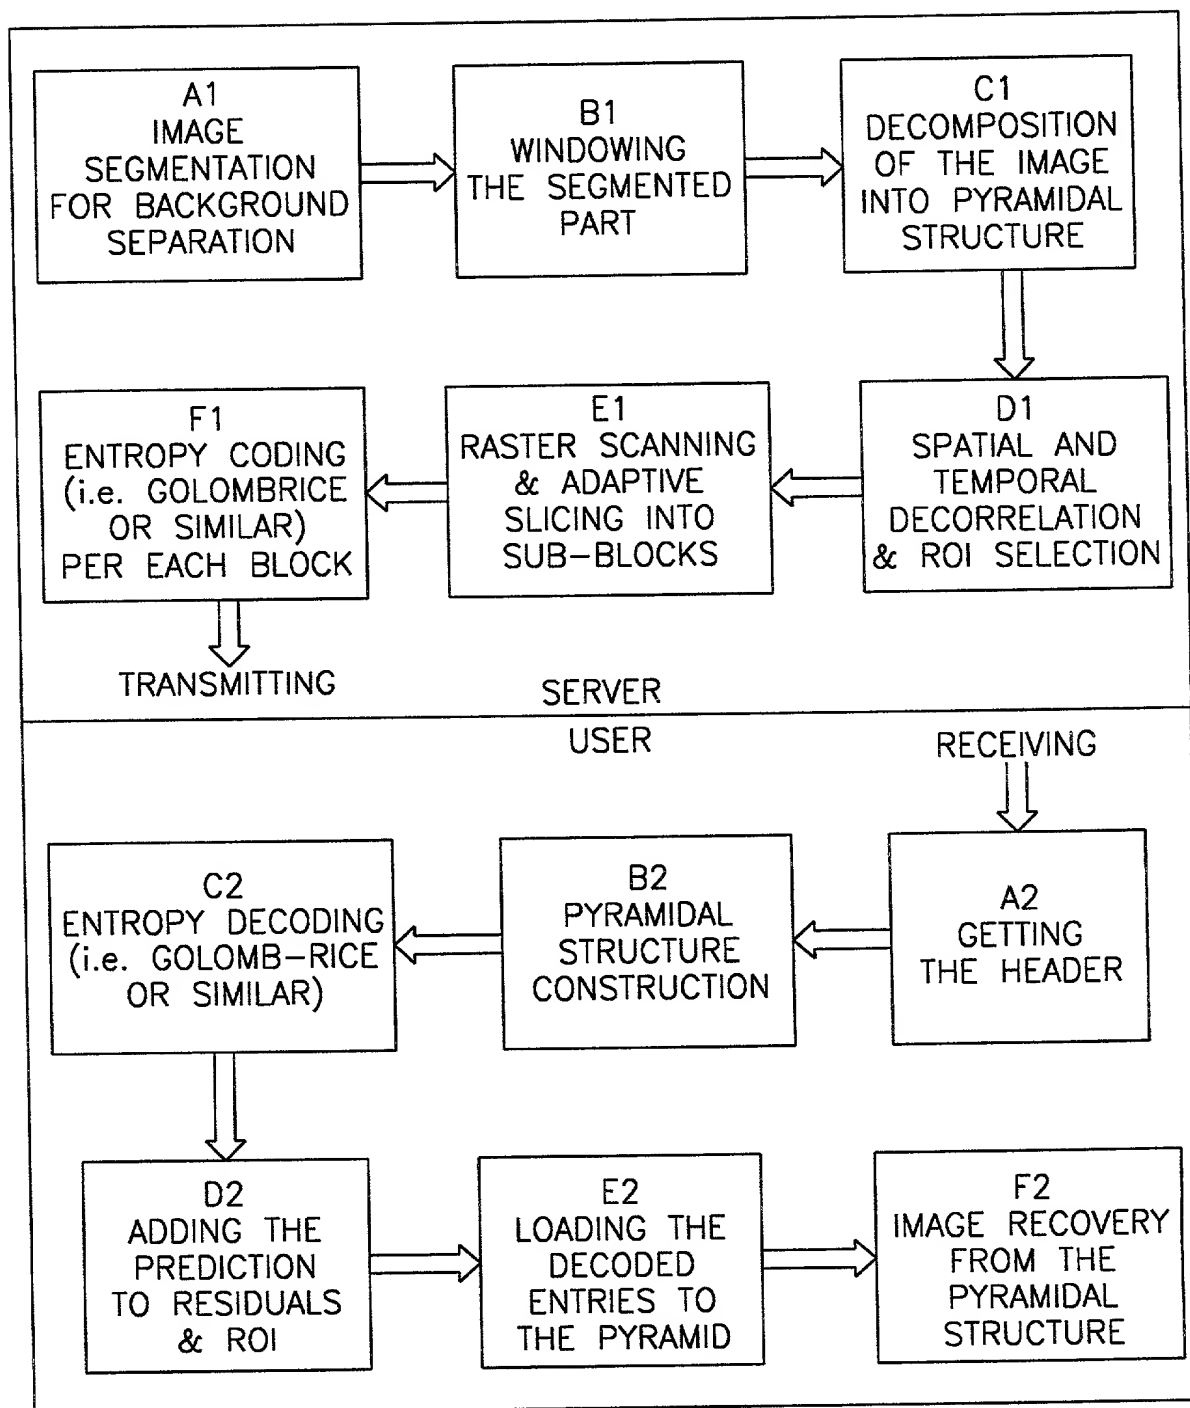 A1
IMAGE
SEGMENTATION
FOR BACKGROUND
SEPARATION
B1
WINDOWING
THE SEGMENTED
PART
C1
DECOMPOSITION
OF THE IMAGE
INTO PYRAMIDAL
STRUCTURE
D1
SPATIAL AND
TEMPORAL
DECORRELATION
& ROI SELECTION
E1
RASTER SCANNING
& ADAPTIVE
SLICING INTO
SUB-BLOCKS
F1
ENTROPY CODING
(i.e. GOLOMBRICE
OR SIMILAR)
PER EACH BLOCK
TRANSMITTING
SERVER
USER
RECEIVING
A2
GETTING
THE HEADER
B2
PYRAMIDAL
STRUCTURE
CONSTRUCTION
C2
ENTROPY DECODING
(i.e. GOLOMB-RICE
OR SIMILAR)
D2
ADDING THE
PREDICTION
TO RESIDUALS
& ROI
E2
LOADING THE
DECODED
ENTRIES TO
THE PYRAMID
F2
IMAGE RECOVERY
FROM THE
PYRAMIDAL
STRUCTURE